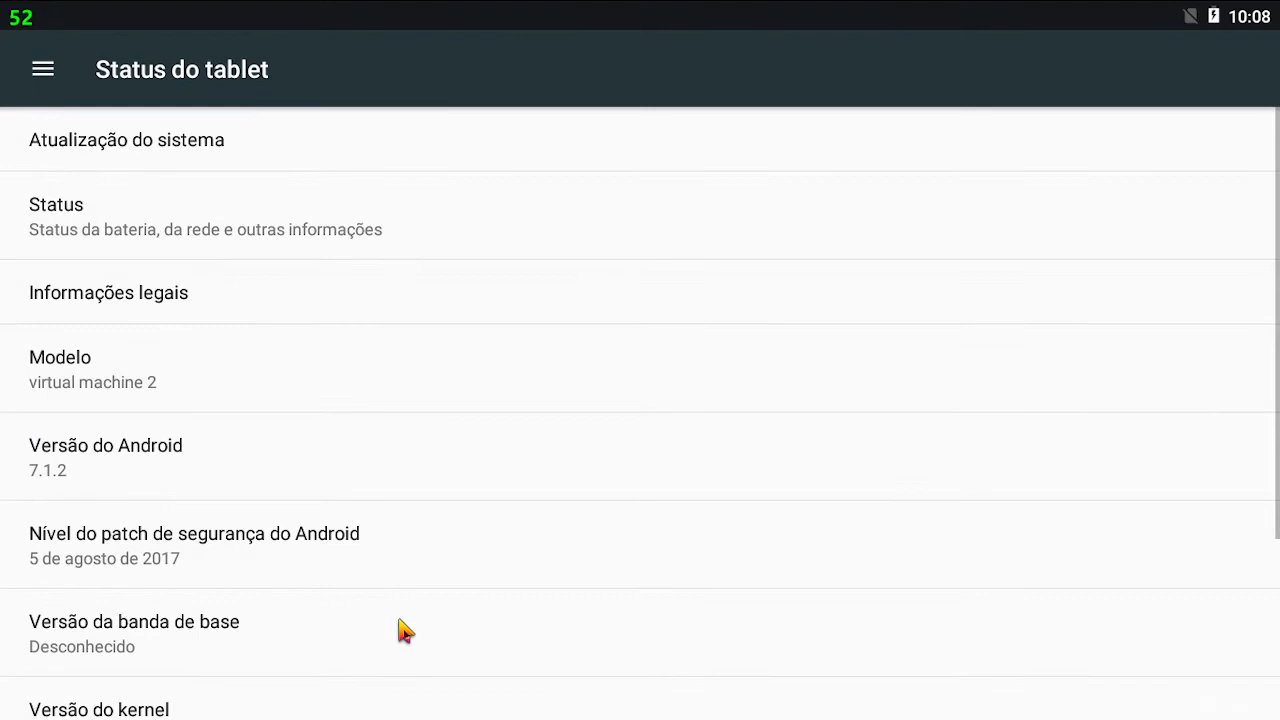 52
10:08
Status do tablet
Atualização do sistema
Status
Status da bateria, da rede e outras informações
Informações legais
Modelo
virtual machine 2
Versão do Android
7.1.2
Nível do patch de segurança do Android
5 de agosto de 2017
Versão da banda de base
Desconhecido
Versão do kernel